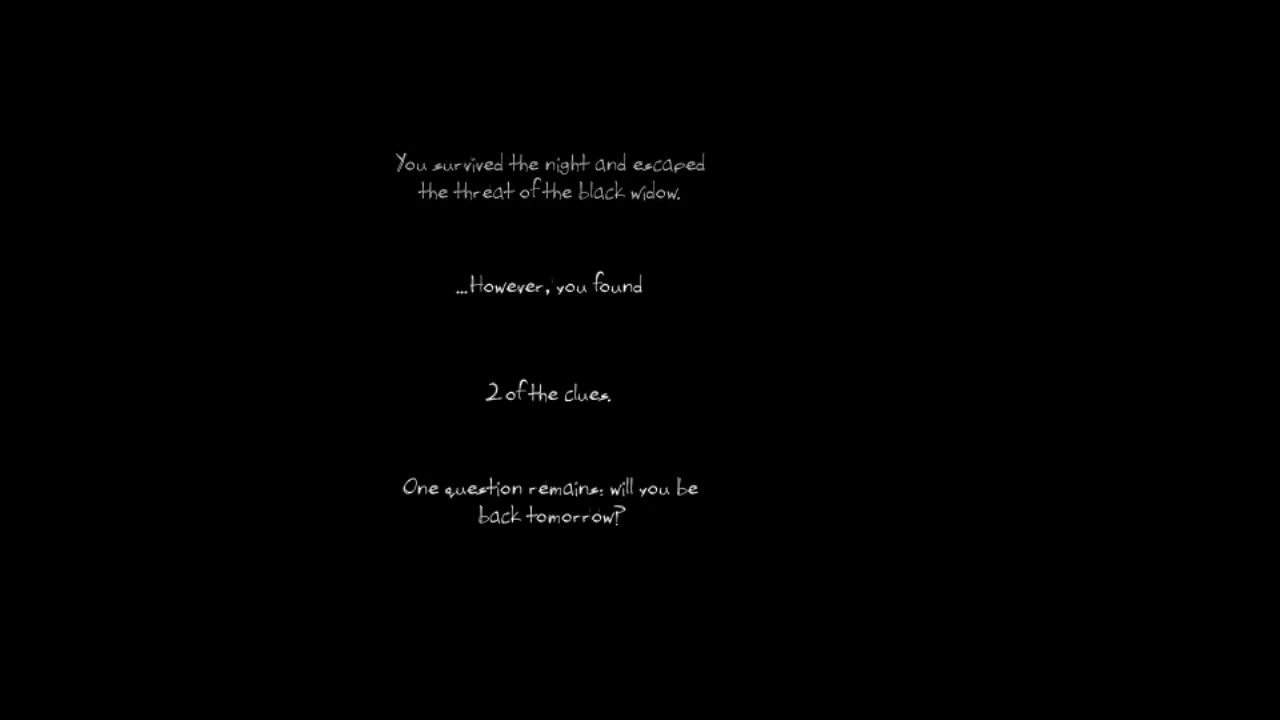 You survived the night and escaped
the threat of the black widow.
...However, you found
2 of the clues.
One question remains: will you be
back tomorrow?